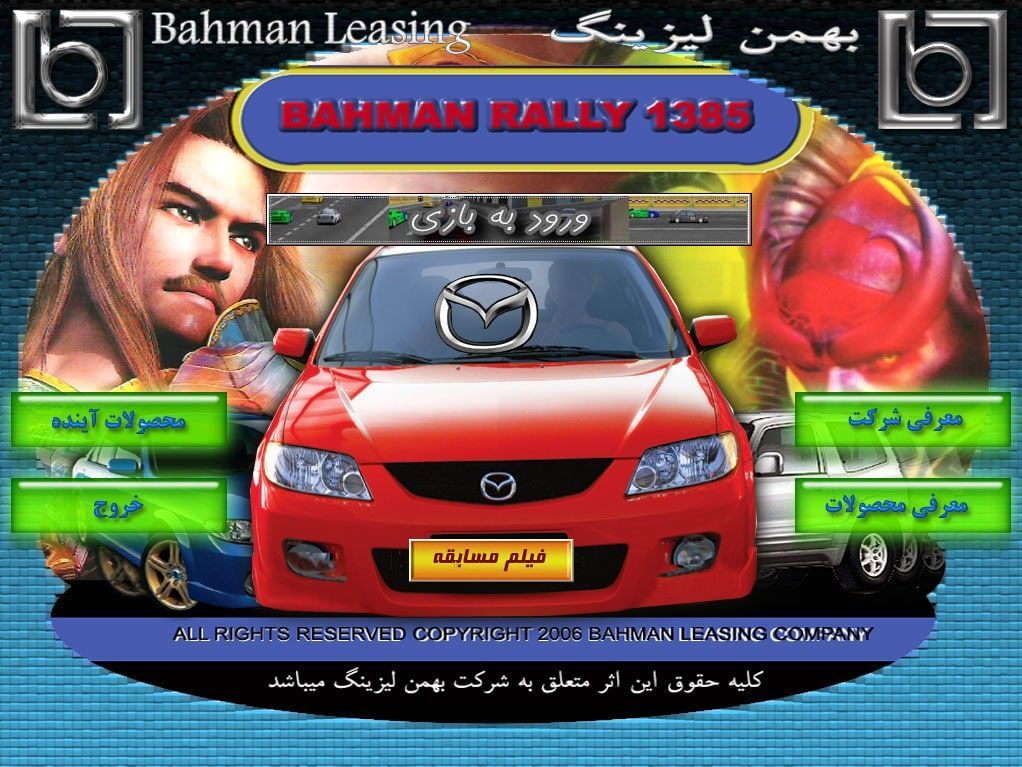 Bahman Leasing
بهمن لیزینگ
BAHMAN RALLY 1385
ورود به بازی
محصولات آینده
معرفی شرکت
خروج
معرفی محصولات
فیلم مسابقه
ALL RIGHTS RESERVED COPYRIGHT 2006 BAHMAN LEASING COMPANY
کلیه حقوق این اثر متعلق به شرکت بهمن لیزینگ میباشد